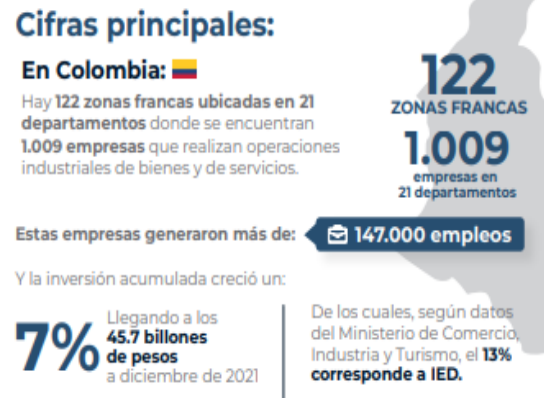 Cifras principales:
En Colombia:
Hay 122 zonas francas ubicadas en 21
departamentos donde se encuentran
1.009 empresas que realizan operaciones
industriales de bienes y de servicios.
122
ZONAS FRANCAS
1.009
empresas en
21 departamentos
Estas empresas generaron más de:
147.000 empleos
Y la inversión acumulada creció un:
7%
Llegando a los
45.7 billones
de pesos
a diciembre de 2021
De los cuales, según datos
del Ministerio de Comercio,
Industria y Turismo, el 13%
corresponde a IED.